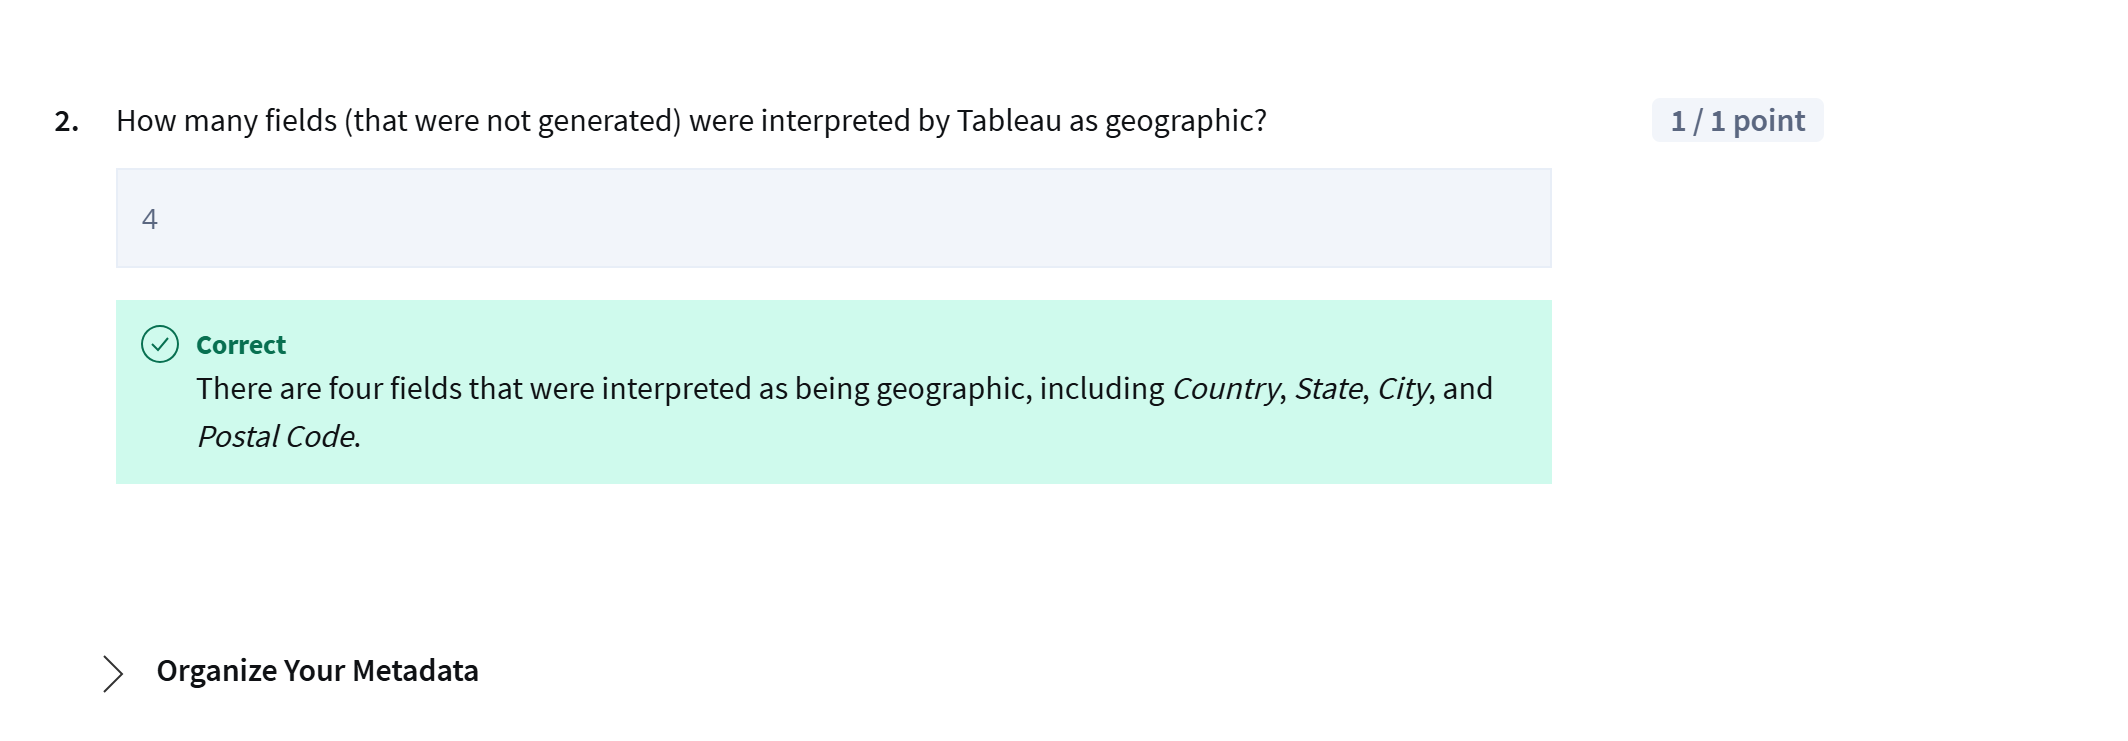 2. How many fields (that were not generated) were interpreted by Tableau as geographic? 1 / 1 point
4
Correct
There are four fields that were interpreted as being geographic, including Country, State, City, and
Postal Code.
Organize Your Metadata